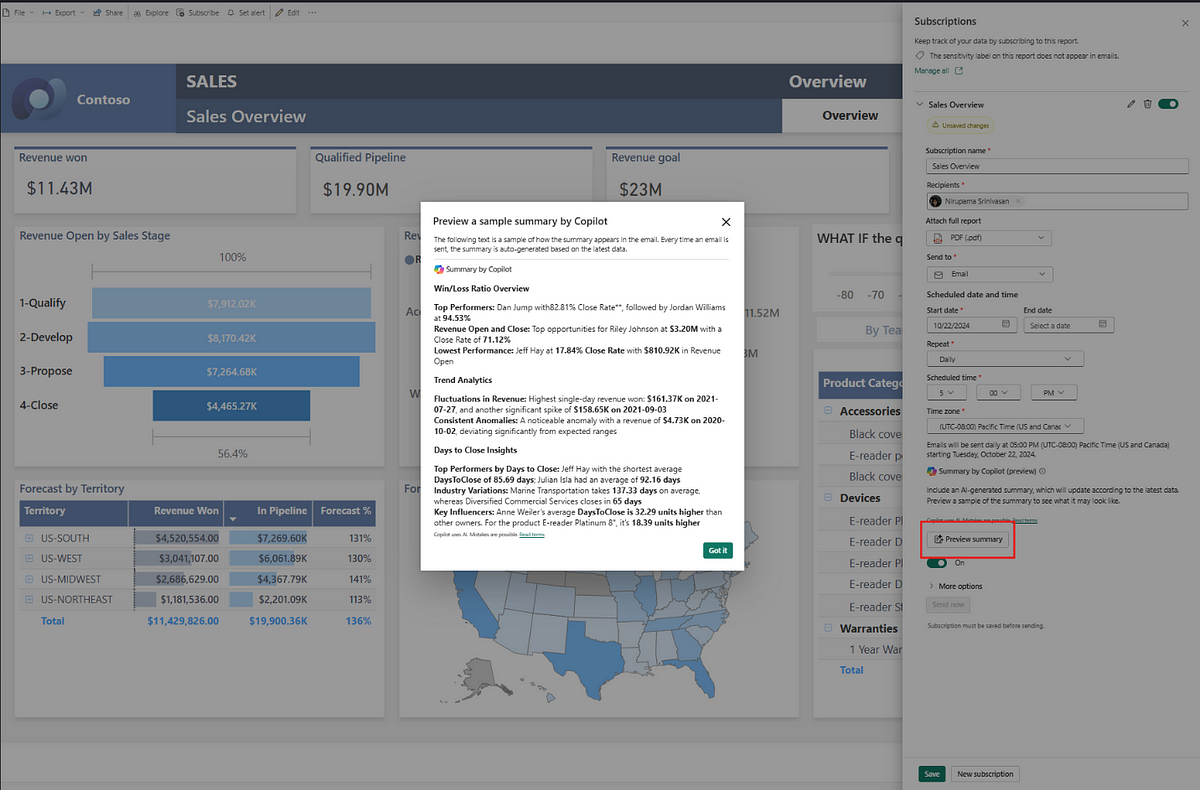 File Export Share Explore Subscribe Set alert Edit ...
Contoso
SALES
Overview
Sales Overview
Overview
Revenue won
$11.43M
Qualified Pipeline
$19.90M
Revenue goal
$23M
Revenue Open by Sales Stage
100%
1-Qualify $7,912.02K
2-Develop $8,170.42K
3-Propose $7,264.68K
4-Close $4,465.27K
56.4%
Forecast by Territory
Territory Revenue Won In Pipeline Forecast %
US-SOUTH $4,520,554.00 $7,269.60K 131%
US-WEST $3,041,107.00 $6,061.89K 130%
US-MIDWEST $2,686,629.00 $4,367.79K 141%
US-NORTHEAST $1,181,536.00 $2,201.09K 113%
Total $11,429,826.00 $19,900.36K 136%
Preview a sample summary by Copilot
The following text is a sample of how the summary appears in the email. Every time an email is
sent, the summary is auto-generated based on the latest data.
Summary by Copilot
Win/Loss Ratio Overview
Top Performers: Dan Jump with82.81% Close Rate**, followed by Jordan Williams
at 94.53%
Revenue Open and Close: Top opportunities for Riley Johnson at $3.20M with a
Close Rate of 71.12%
Lowest Performance: Jeff Hay at 17.84% Close Rate with $810.92K in Revenue
Open
Trend Analytics
Fluctuations in Revenue: Highest single-day revenue won: $161.37K on 2021-
07-27, and another significant spike of $158.65K on 2021-09-03
Consistent Anomalies: A noticeable anomaly with a revenue of $4.73K on 2020-
10-02, deviating significantly from expected ranges
Days to Close Insights
Top Performers by Days to Close: Jeff Hay with the shortest average
DaysToClose of 85.69 days; Julian Isla had an average of 92.16 days
Industry Variations: Marine Transportation takes 137.33 days on average,
whereas Diversified Commercial Services closes in 65 days
Key Influencers: Anne Weiler's average DaysToClose is 32.29 units higher than
other owners. For the product E-reader Platinum 8", it's 18.39 units higher
Copilot uses AI. Mistakes are possible. Read terms
Got it
11.52M
WHAT IF the q
-80 -70
By Tea
Product Catego
Accessories
Black cove
E-reader p
Black cove
Devices
E-reader P
E-reader D
E-reader P
E-reader D
E-reader St
Warranties
1 Year War
Total
Subscriptions
Keep track of your data by subscribing to this report.
The sensitivity label on this report does not appear in emails.
Manage all
Sales Overview
Unsaved changes
Subscription name *
Sales Overview
Recipients *
Nirupama Srinivasan
Attach full report
PDF (.pdf)
Send to *
Email
Scheduled date and time
Start date * End date
10/22/2024 Select a date
Repeat *
Daily
Scheduled time *
5 00 PM
Time zone *
(UTC-08:00) Pacific Time (US and Canac
Emails will be sent daily at 05:00 PM (UTC-08:00) Pacific Time (US and Canada)
starting Tuesday, October 22, 2024.
Summary by Copilot (preview)
Include an AI-generated summary, which will update according to the latest data.
Preview a sample of the summary to see what it may look like.
Copilot uses AI. Mistakes are possible. Read terms
Preview summary
On
More options
Send now
Subscription must be saved before sending.
Save New subscription